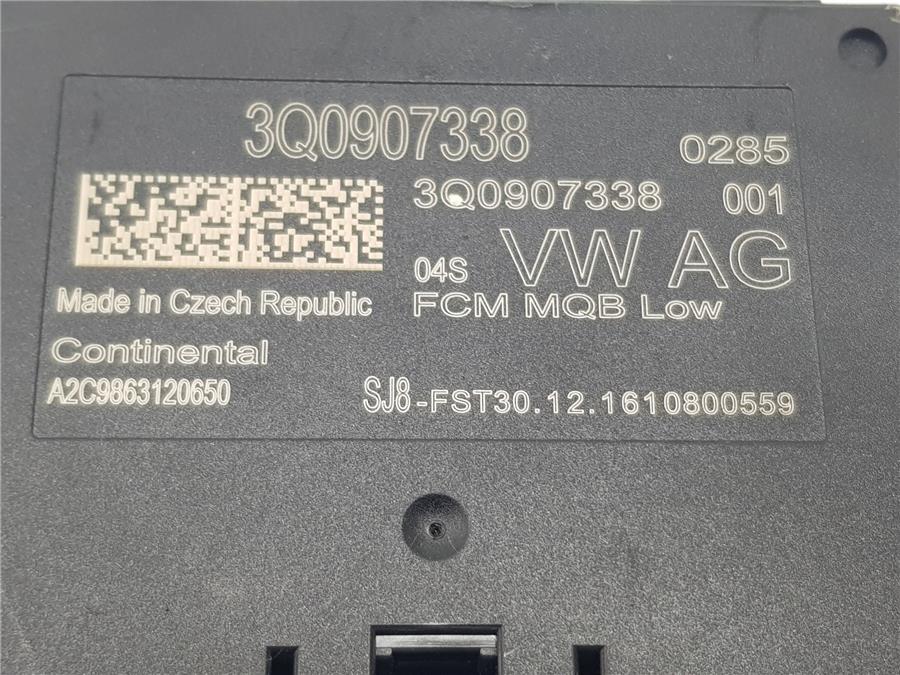 3Q0907338
0285
3Q0907338 001
04S VW AG
Made in Czech Republic FCM MQB Low
Continental
A2C9863120650 SJ8-FST30.12.1610800559